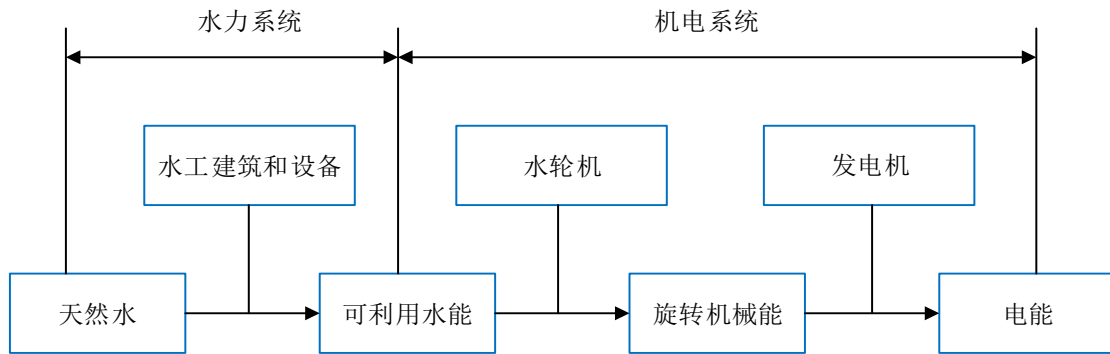 水力系统
机电系统
水工建筑和设备
水轮机
发电机
天然水
可利用水能
旋转机械能
电能